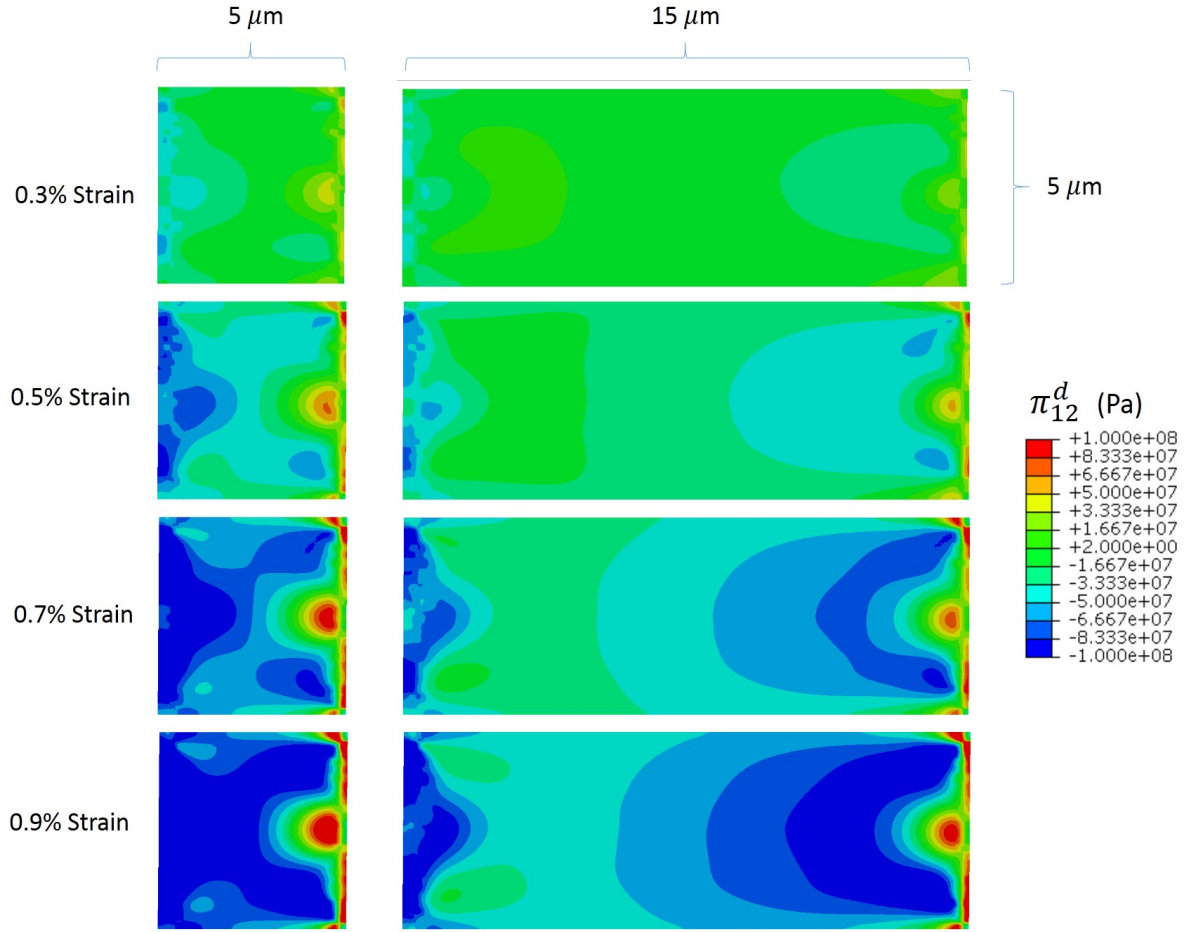 5 μm
15 μm
0.3% Strain
5 μm
0.5% Strain
π₁₂ᵈ (Pa)
+1.000e+08
+8.333e+07
+6.667e+07
+5.000e+07
+3.333e+07
+1.667e+07
+2.000e+00
-1.667e+07
-3.333e+07
-5.000e+07
-6.667e+07
-8.333e+07
-1.000e+08
0.7% Strain
0.9% Strain